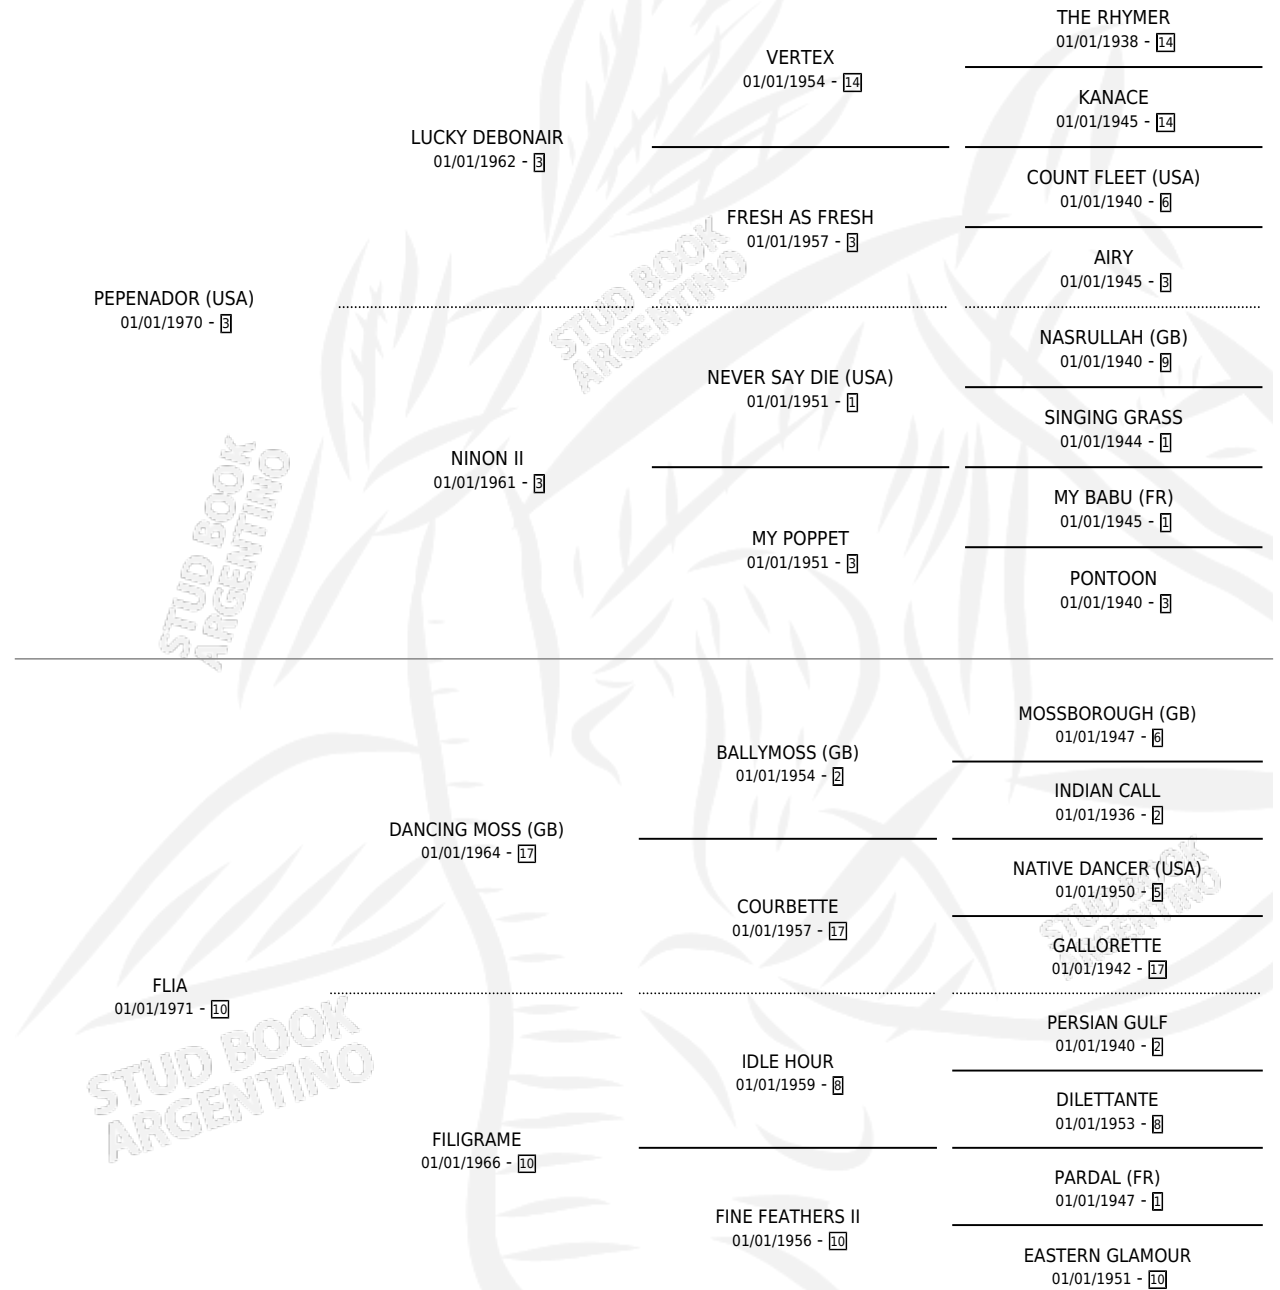 THE RHYMER
01/01/1938 - 14
VERTEX
01/01/1954 - 14
KANACE
01/01/1945 - 14
LUCKY DEBONAIR
01/01/1962 - 3
COUNT FLEET (USA)
01/01/1940 - 6
FRESH AS FRESH
01/01/1957 - 3
AIRY
01/01/1945 - 3
PEPENADOR (USA)
01/01/1970 - 3
NASRULLAH (GB)
01/01/1940 - 9
NEVER SAY DIE (USA)
01/01/1951 - 1
SINGING GRASS
01/01/1944 - 1
NINON II
01/01/1961 - 3
MY BABU (FR)
01/01/1945 - 1
MY POPPET
01/01/1951 - 3
PONTOON
01/01/1940 - 3
MOSSBOROUGH (GB)
01/01/1947 - 6
BALLYMOSS (GB)
01/01/1954 - 2
INDIAN CALL
01/01/1936 - 2
DANCING MOSS (GB)
01/01/1964 - 17
NATIVE DANCER (USA)
01/01/1950 - 5
COURBETTE
01/01/1957 - 17
GALLORETTE
01/01/1942 - 17
FLIA
01/01/1971 - 10
PERSIAN GULF
01/01/1940 - 2
IDLE HOUR
01/01/1959 - 8
DILETTANTE
01/01/1953 - 8
FILIGRAME
01/01/1966 - 10
PARDAL (FR)
01/01/1947 - 1
FINE FEATHERS II
01/01/1956 - 10
EASTERN GLAMOUR
01/01/1951 - 10
STUD BOOK
ARGENTINO
STUD BOOK
ARGENTINO
STUD BOOK
ARGENTINO
STUD BOOK
ARGENTINO